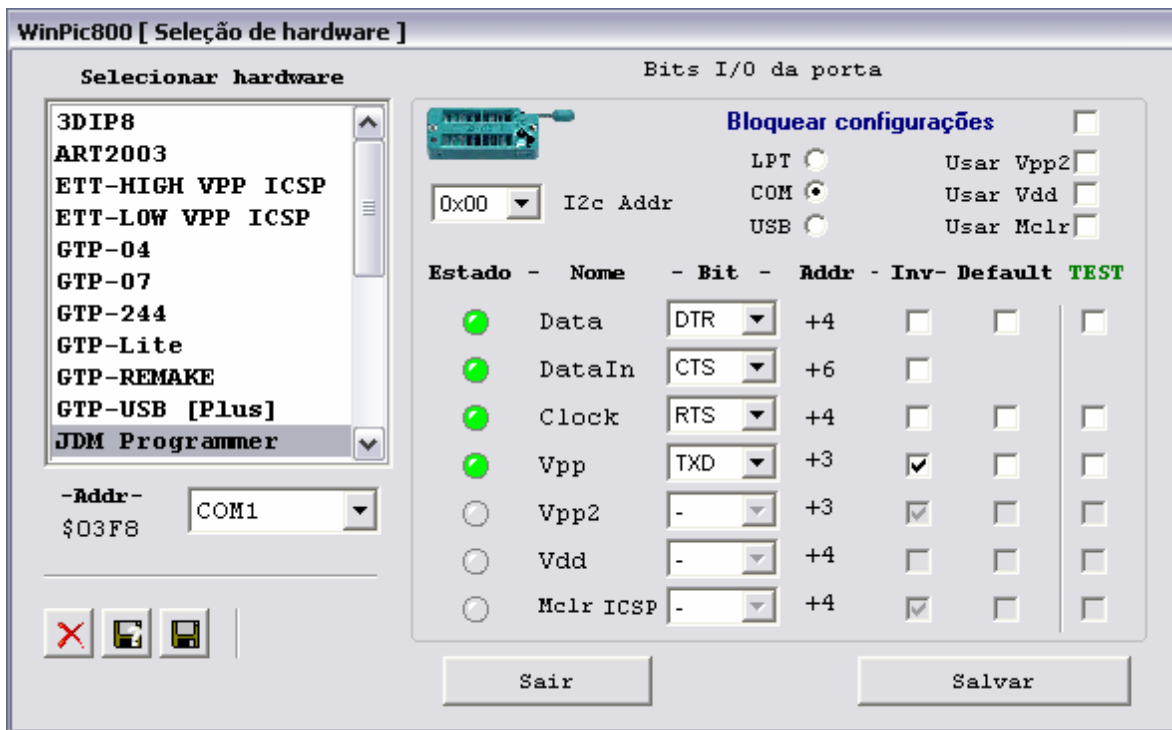 WinPic800 [ Seleção de hardware ]
Selecionar hardware
3DIP8
ART2003
ETT-HIGH VPP ICSP
ETT-LOW VPP ICSP
GTP-04
GTP-07
GTP-244
GTP-Lite
GTP-REMAKE
GTP-USB [Plus]
JDM Programmer
-Addr-
$03F8
COM1
Bits I/O da porta
Bloquear configurações
0x00 I2c Addr
LPT Usar Vpp2
COM Usar Vdd
USB Usar Mclr
Estado - Nome - Bit - Addr - Inv- Default TEST
Data DTR +4
DataIn CTS +6
Clock RTS +4
Vpp TXD +3
Vpp2 - +3
Vdd - +4
Mclr ICSP - +4
Sair Salvar